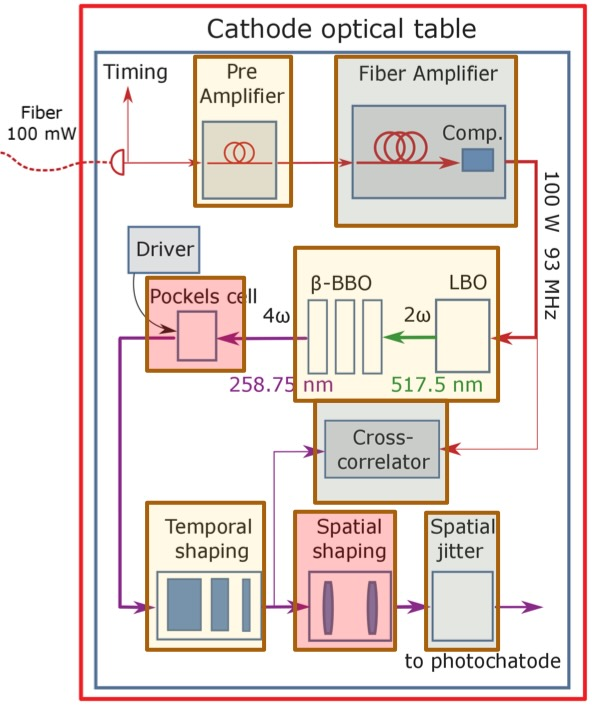 Cathode optical table
Timing
Pre
Amplifier
Fiber Amplifier
Fiber
100 mW
Comp.
100 W 93 MHz
Driver
Pockels cell
β-BBO
LBO
4ω
2ω
258.75 nm
517.5 nm
Cross-
correlator
Temporal
shaping
Spatial
shaping
Spatial
jitter
to photochatode